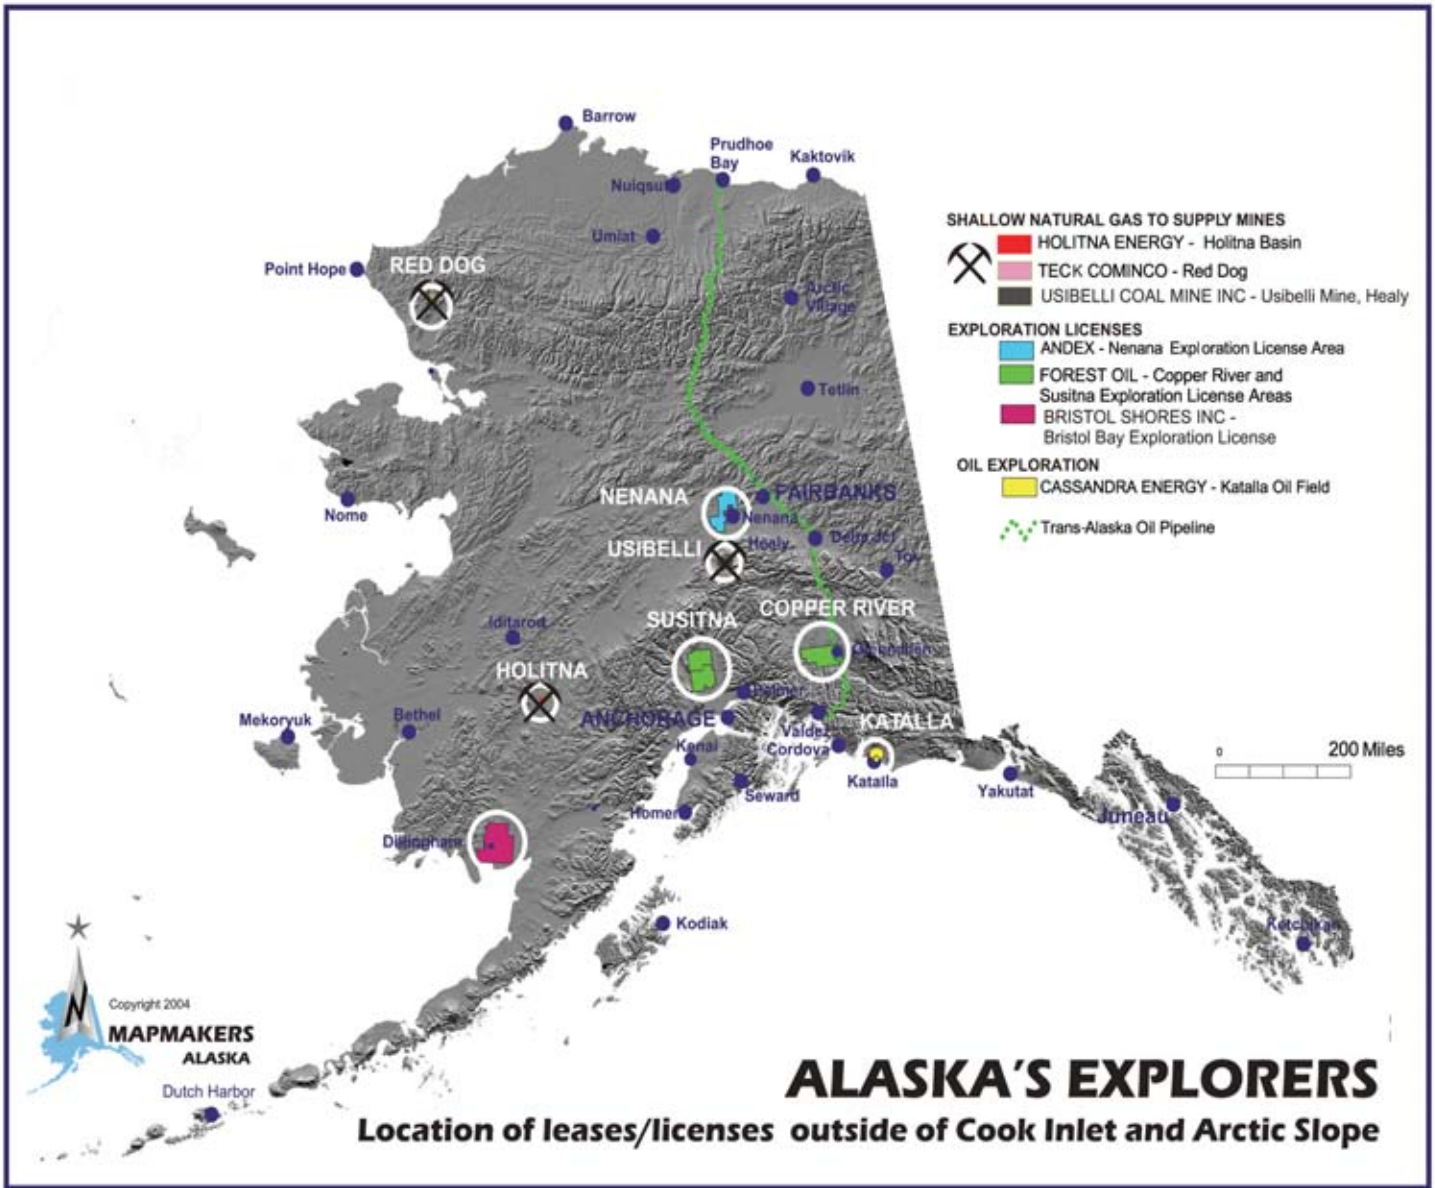 Barrow
Prudhoe
Bay
Kaktovik
Nuiqsut
Umiat
Point Hope
RED DOG
Arctic
Village
Tetlin
Nome
NENANA
FAIRBANKS
Nenana
USIBELLI
Healy
Delta Jct
Tok
COPPER RIVER
SUSITNA
Iditarod
HOLITNA
Palmer
Mekoryuk
Bethel
ANCHORAGE
KATALLA
Valdez
Kenai
Cordova
Katalla
Yakutat
Seward
Homer
Juneau
Dillingham
Kodiak
Ketchikan
Dutch Harbor
SHALLOW NATURAL GAS TO SUPPLY MINES
HOLITNA ENERGY - Holitna Basin
TECK COMINCO - Red Dog
USIBELLI COAL MINE INC - Usibelli Mine, Healy
EXPLORATION LICENSES
ANDEX - Nenana Exploration License Area
FOREST OIL - Copper River and
Susitna Exploration License Areas
BRISTOL SHORES INC -
Bristol Bay Exploration License
OIL EXPLORATION
CASSANDRA ENERGY - Katalla Oil Field
Trans-Alaska Oil Pipeline
0 200 Miles
N
Copyright 2004
MAPMAKERS
ALASKA
ALASKA'S EXPLORERS
Location of leases/licenses outside of Cook Inlet and Arctic Slope